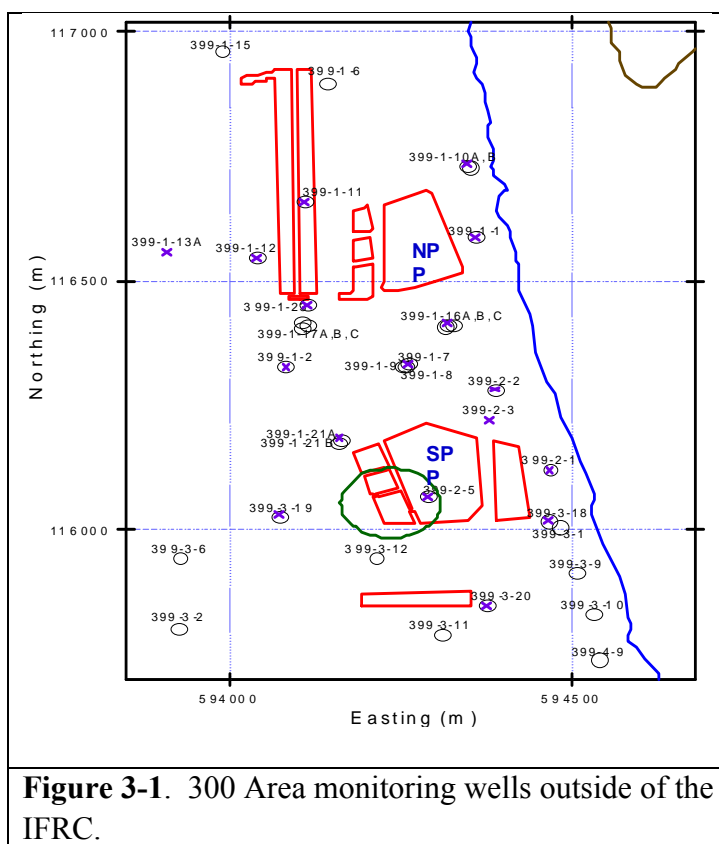 117000
399-1-15
399-1-6
399-1-10A,B
399-1-11
399-1-13A
399-1-12
399-1-1
NP
P
116500
Northing (m)
399-1-23
399-1-16A,B,C
399-1-17A,B,C
399-1-7
399-1-2
399-1-9
399-1-8
399-2-2
399-2-3
399-1-21A
399-1-21B
SP
P
399-2-1
399-2-5
399-3-19
399-3-18
116000
399-3-1
399-3-6
399-3-12
399-3-9
399-3-2
399-3-20
399-3-10
399-3-11
399-4-9
594000
594500
Easting (m)
Figure 3-1. 300 Area monitoring wells outside of the
IFRC.